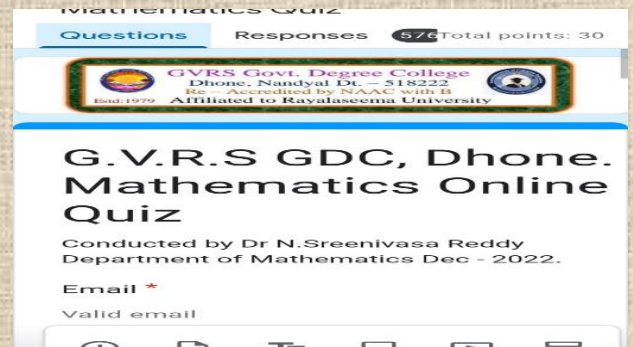 Mathematics Quiz
Questions Responses 576 Total points: 30
GVRS Govt. Degree College
Dhone, Nandyal Dt. – 518222
Re – Accredited by NAAC with B
Estd:1979 Affiliated to Rayalaseema University
G.V.R.S GDC, Dhone.
Mathematics Online
Quiz
Conducted by Dr N.Sreenivasa Reddy
Department of Mathematics Dec - 2022.
Email *
Valid email